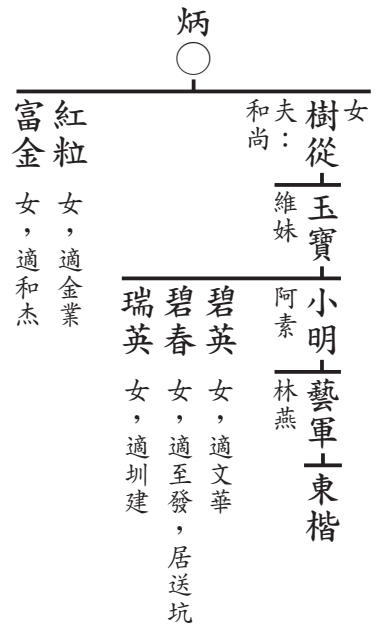 炳
女
樹從
夫：
和尚
玉寶
維妹
小明
阿素
藝軍
林燕
東楷
碧英 女，適文華
碧春 女，適至發，居送坑
瑞英 女，適圳建
紅粒 女，適金業
富金 女，適和杰